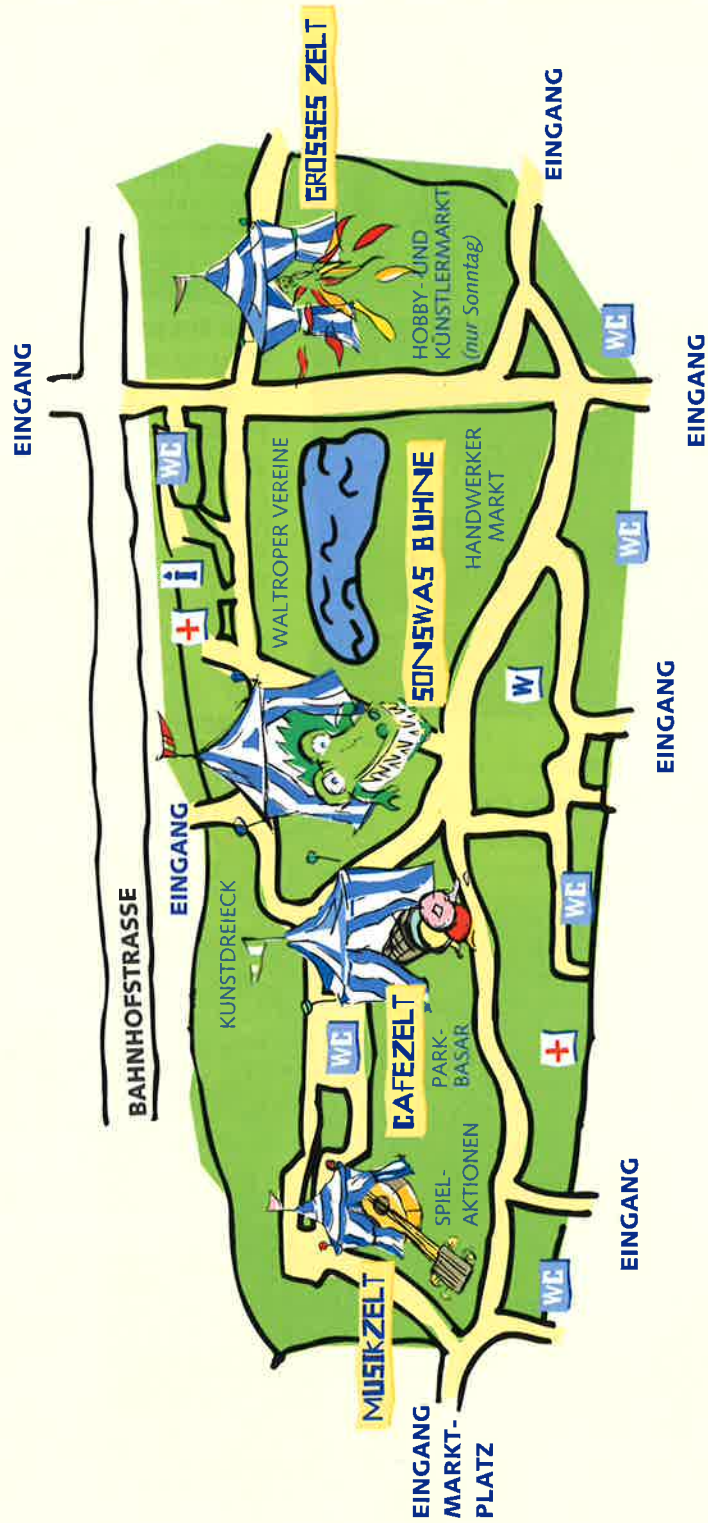 EINGANG
BAHNHOFSTRASSE
EINGANG
WC
i
GROSSES ZELT
KUNSTDREIECK
WALTROPER VEREINE
HOBBY- UND
KÜNSTLERMARKT
(nur Sonntag)
EINGANG
WC
MUSIKZELT
CAFEZELT
SONSWAS BÜHNE
PARK-
BASAR
SPIEL-
AKTIONEN
HANDWERKER
MARKT
EINGANG
MARKT-
PLATZ
W
WC
WC
WC
WC
EINGANG
EINGANG
EINGANG